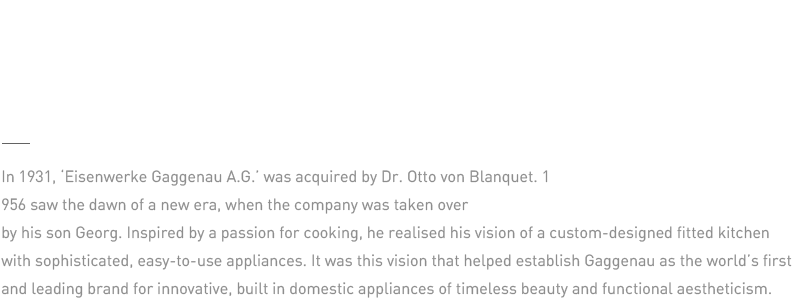 In 1931, 'Eisenwerke Gaggenau A.G.' was acquired by Dr. Otto von Blanquet. 1
956 saw the dawn of a new era, when the company was taken over
by his son Georg. Inspired by a passion for cooking, he realised his vision of a custom-designed fitted kitchen
with sophisticated, easy-to-use appliances. It was this vision that helped establish Gaggenau as the world's first
and leading brand for innovative, built in domestic appliances of timeless beauty and functional aestheticism.